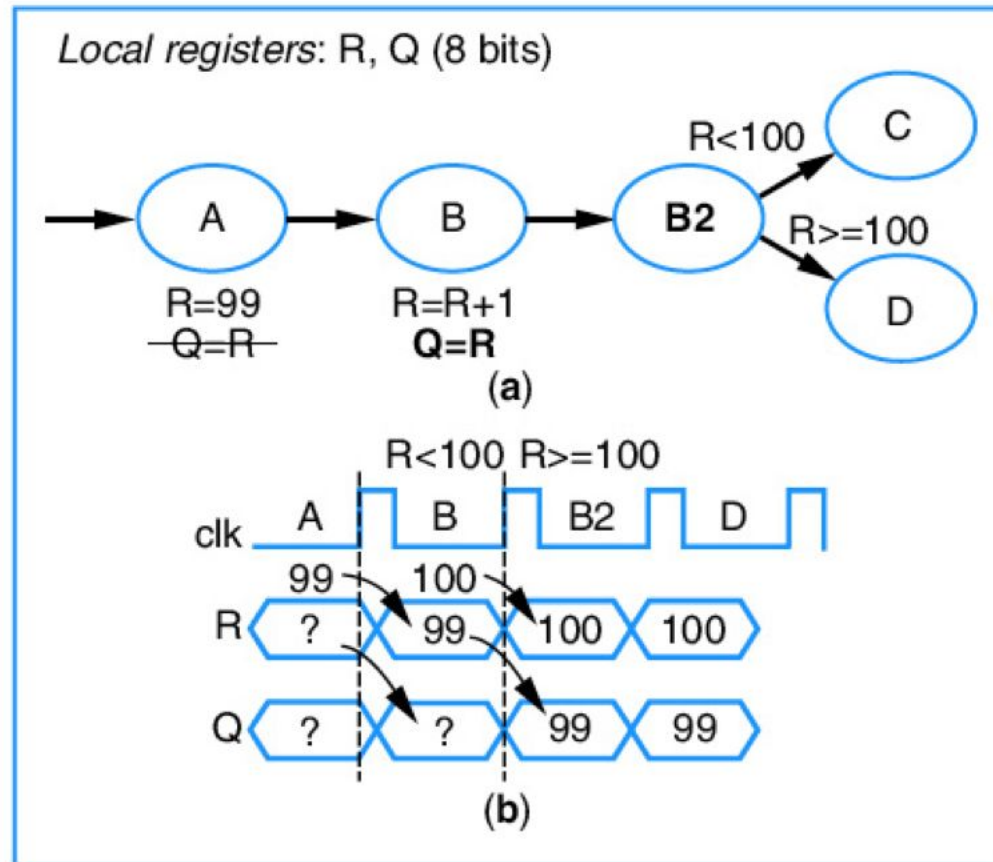 Local registers: R, Q (8 bits)
R<100
C
A
B
B2
R>=100
D
R=99
R=R+1
Q=R
Q=R
(a)
R<100 R>=100
clk
A
B
B2
D
99
100
R
?
99
100
100
Q
?
?
99
99
(b)